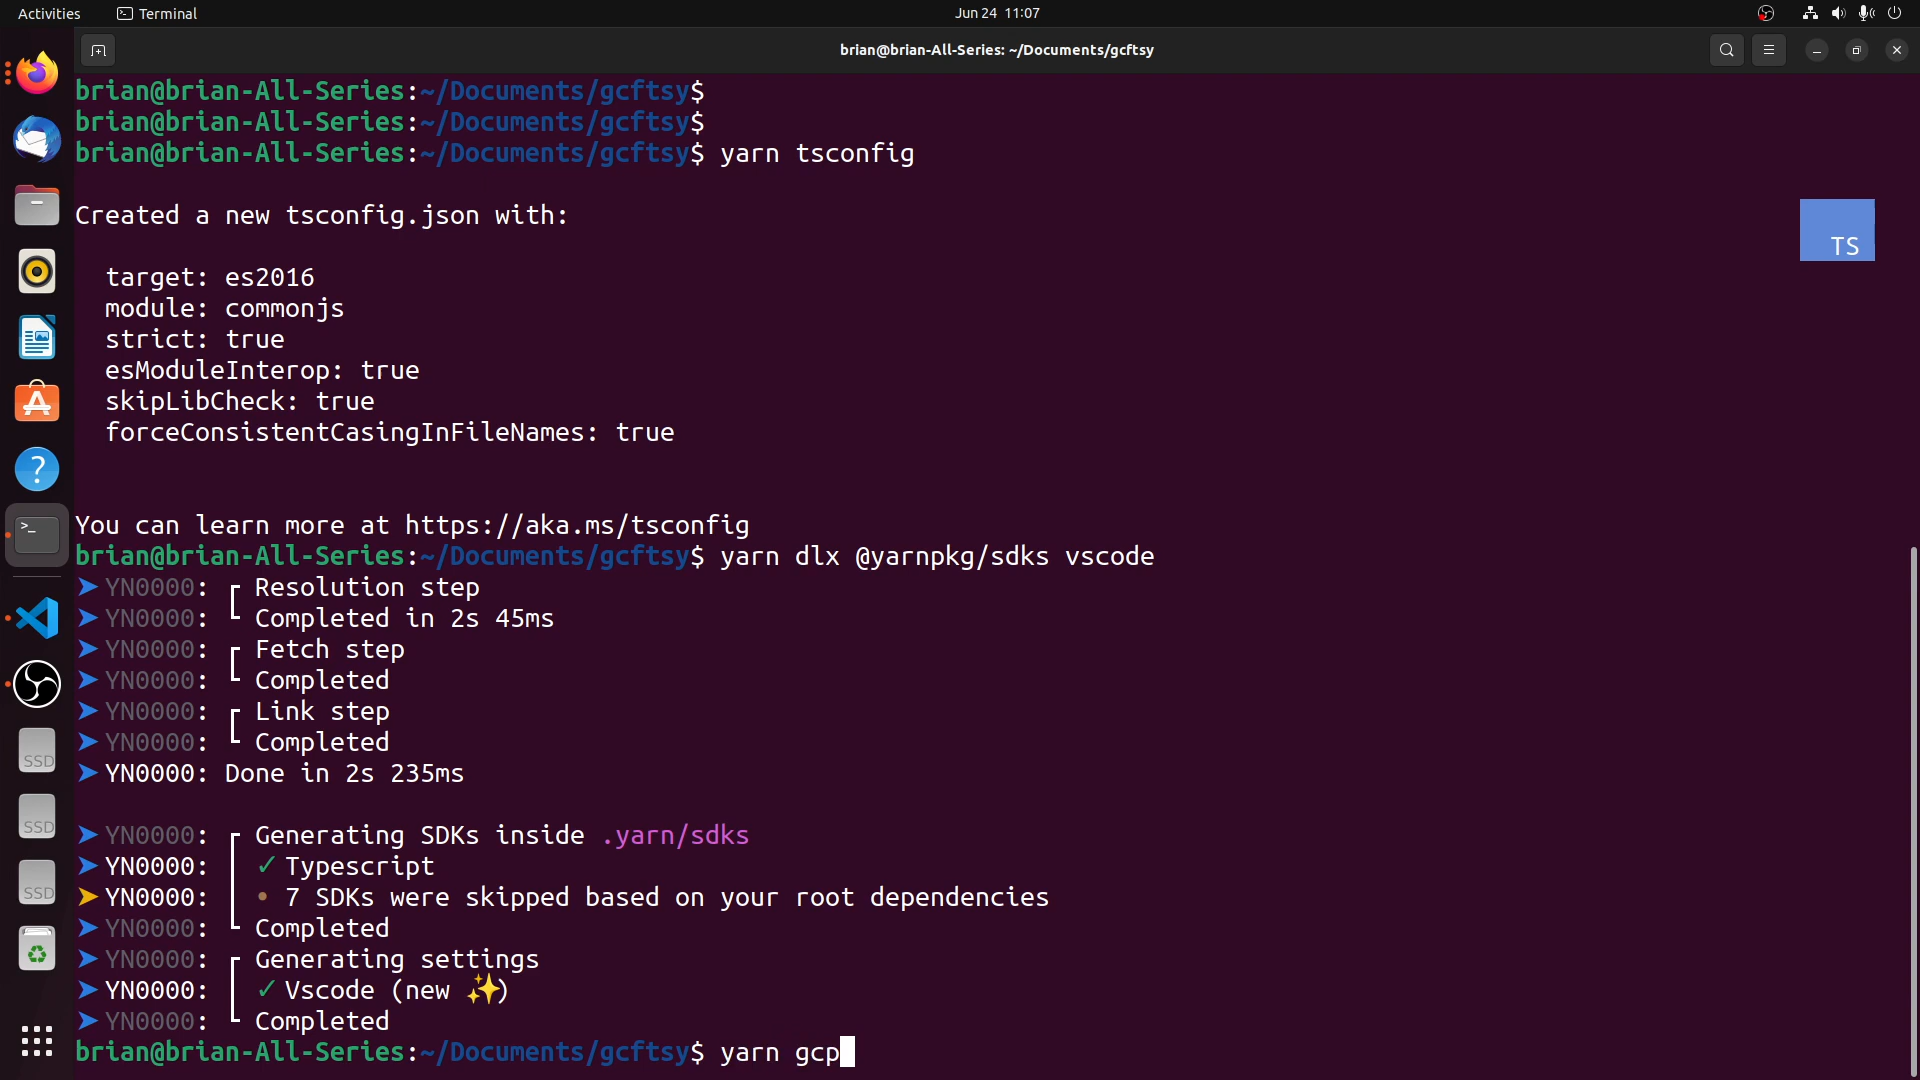 Activities
Terminal
Jun 24 11:07
brian@brian-All-Series: ~/Documents/gcftsy
brian@brian-All-Series:~/Documents/gcftsy$
brian@brian-All-Series:~/Documents/gcftsy$
brian@brian-All-Series:~/Documents/gcftsy$ yarn tsconfig
Created a new tsconfig.json with:
TS
target: es2016
module: commonjs
strict: true
esModuleInterop: true
skipLibCheck: true
forceConsistentCasingInFileNames: true
You can learn more at https://aka.ms/tsconfig
brian@brian-All-Series:~/Documents/gcftsy$ yarn dlx @yarnpkg/sdks vscode
➤ YN0000: ┌ Resolution step
➤ YN0000: └ Completed in 2s 45ms
➤ YN0000: ┌ Fetch step
➤ YN0000: └ Completed
➤ YN0000: ┌ Link step
➤ YN0000: └ Completed
➤ YN0000: Done in 2s 235ms
➤ YN0000: ┌ Generating SDKs inside .yarn/sdks
➤ YN0000: │ ✓ Typescript
➤ YN0000: │ • 7 SDKs were skipped based on your root dependencies
➤ YN0000: └ Completed
➤ YN0000: ┌ Generating settings
➤ YN0000: │ ✓ Vscode (new ✨)
➤ YN0000: └ Completed
brian@brian-All-Series:~/Documents/gcftsy$ yarn gcp
SSD
SSD
SSD